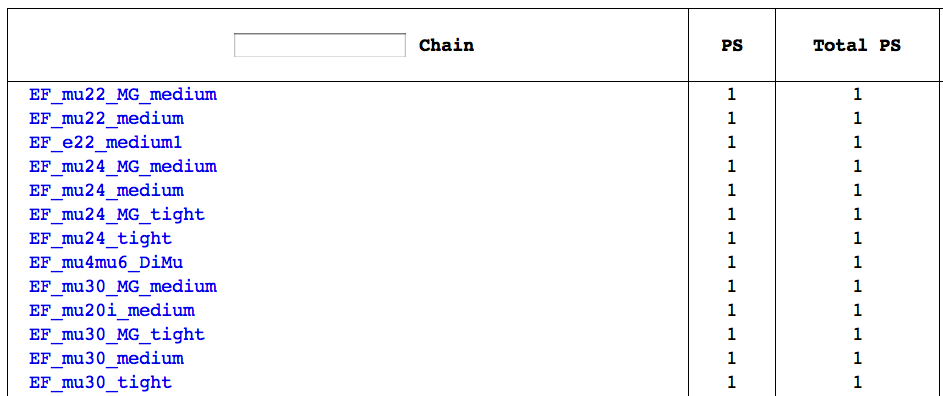 Chain PS Total PS
EF_mu22_MG_medium 1 1
EF_mu22_medium 1 1
EF_e22_medium1 1 1
EF_mu24_MG_medium 1 1
EF_mu24_medium 1 1
EF_mu24_MG_tight 1 1
EF_mu24_tight 1 1
EF_mu4mu6_DiMu 1 1
EF_mu30_MG_medium 1 1
EF_mu20i_medium 1 1
EF_mu30_MG_tight 1 1
EF_mu30_medium 1 1
EF_mu30_tight 1 1